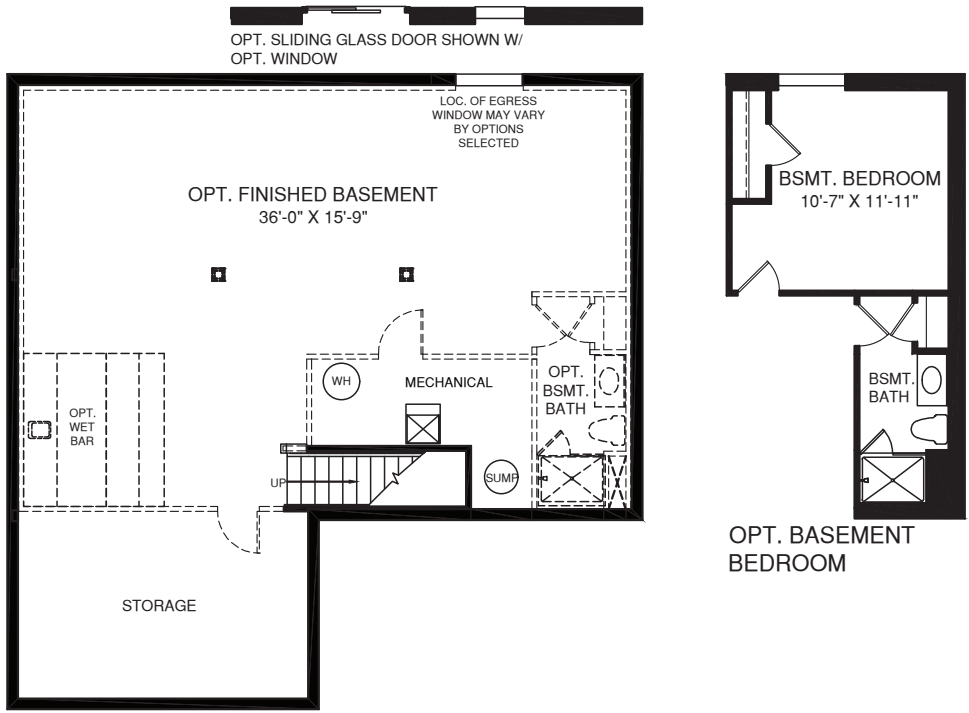 OPT. SLIDING GLASS DOOR SHOWN W/
OPT. WINDOW
LOC. OF EGRESS
WINDOW MAY VARY
BY OPTIONS
SELECTED
OPT. FINISHED BASEMENT
36'-0" X 15'-9"
WH
MECHANICAL
OPT.
BSMT.
BATH
OPT.
WET
BAR
UP
SUMP
STORAGE
BSMT. BEDROOM
10'-7" X 11'-11"
BSMT.
BATH
OPT. BASEMENT
BEDROOM